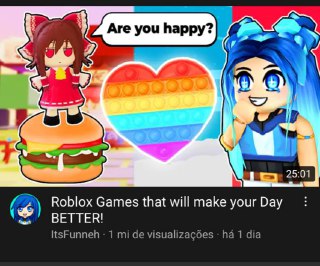 Are you happy?
25:01
Roblox Games that will make your Day
BETTER!
ItsFunneh · 1 mi de visualizações · há 1 dia